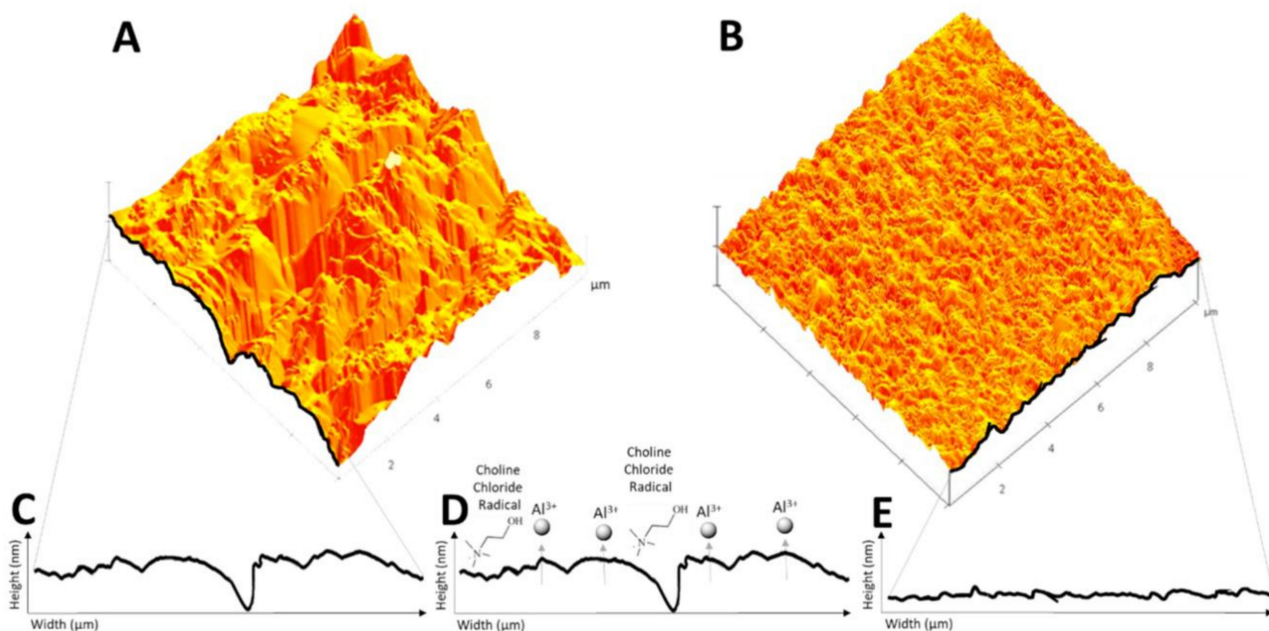 A
B
μm
8
6
4
2
μm
8
6
4
2
C
Height (nm)
Width (μm)
D
Choline
Chloride
Radical
OH
N
Al3+
Al3+
Choline
Chloride
Radical
OH
N
Al3+
Al3+
Height (nm)
Width (μm)
E
Height (nm)
Width (μm)